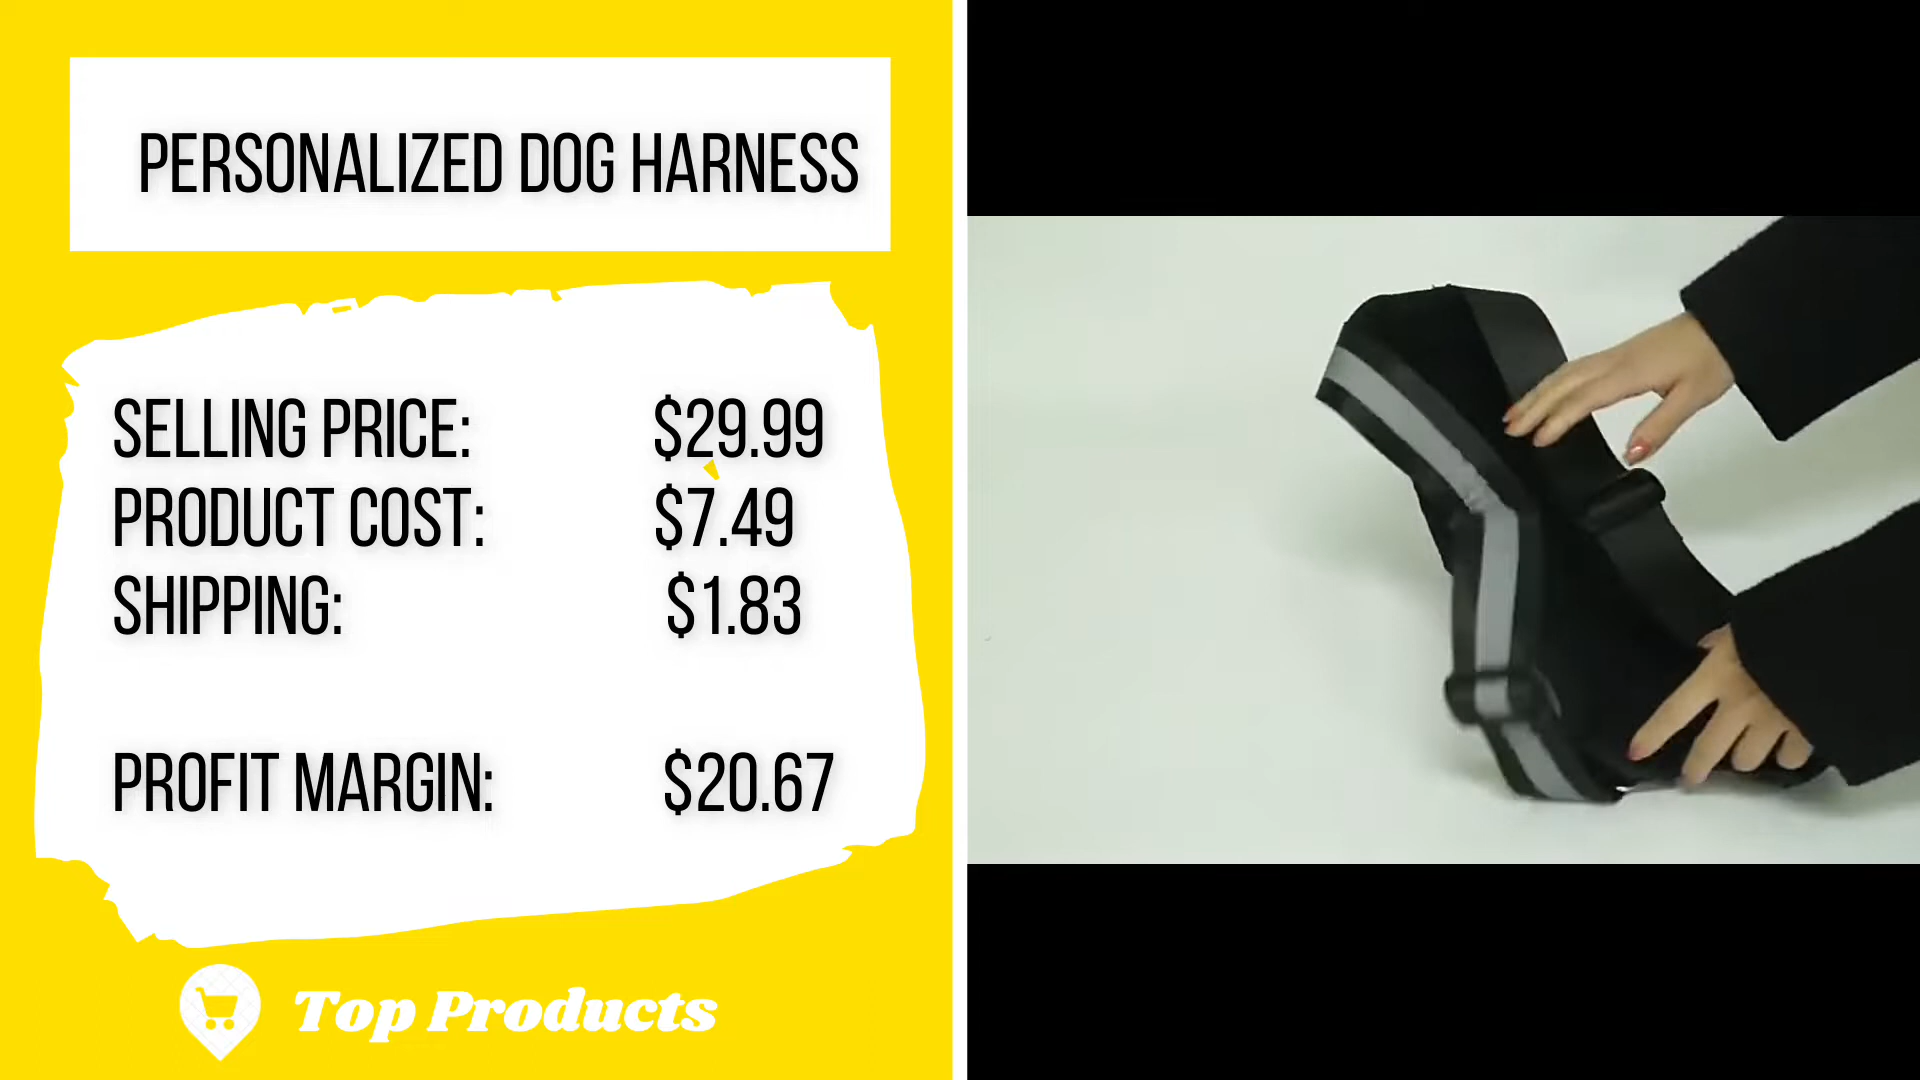 PERSONALIZED DOG HARNESS
SELLING PRICE: $29.99
PRODUCT COST: $7.49
SHIPPING: $1.83
PROFIT MARGIN: $20.67
Top Products